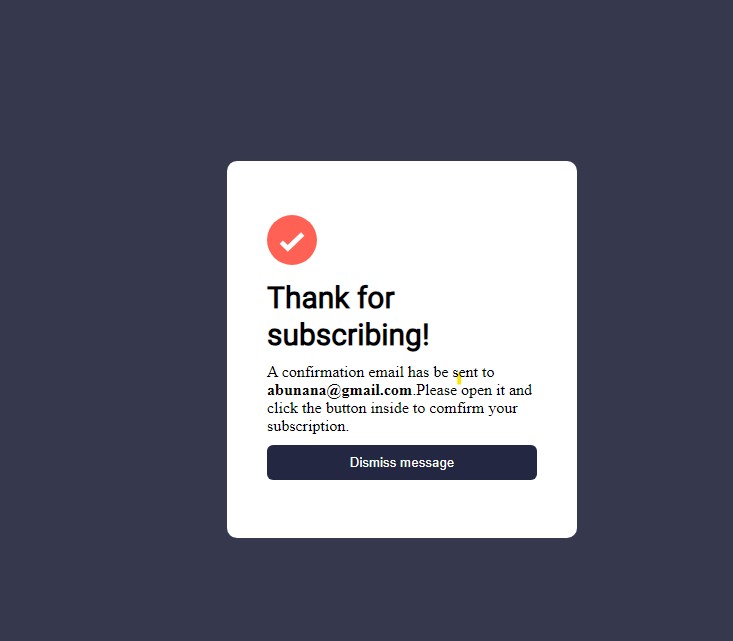 Thank for
subscribing!
A confirmation email has be sent to
abunana@gmail.com.Please open it and
click the button inside to comfirm your
subscription.
Dismiss message